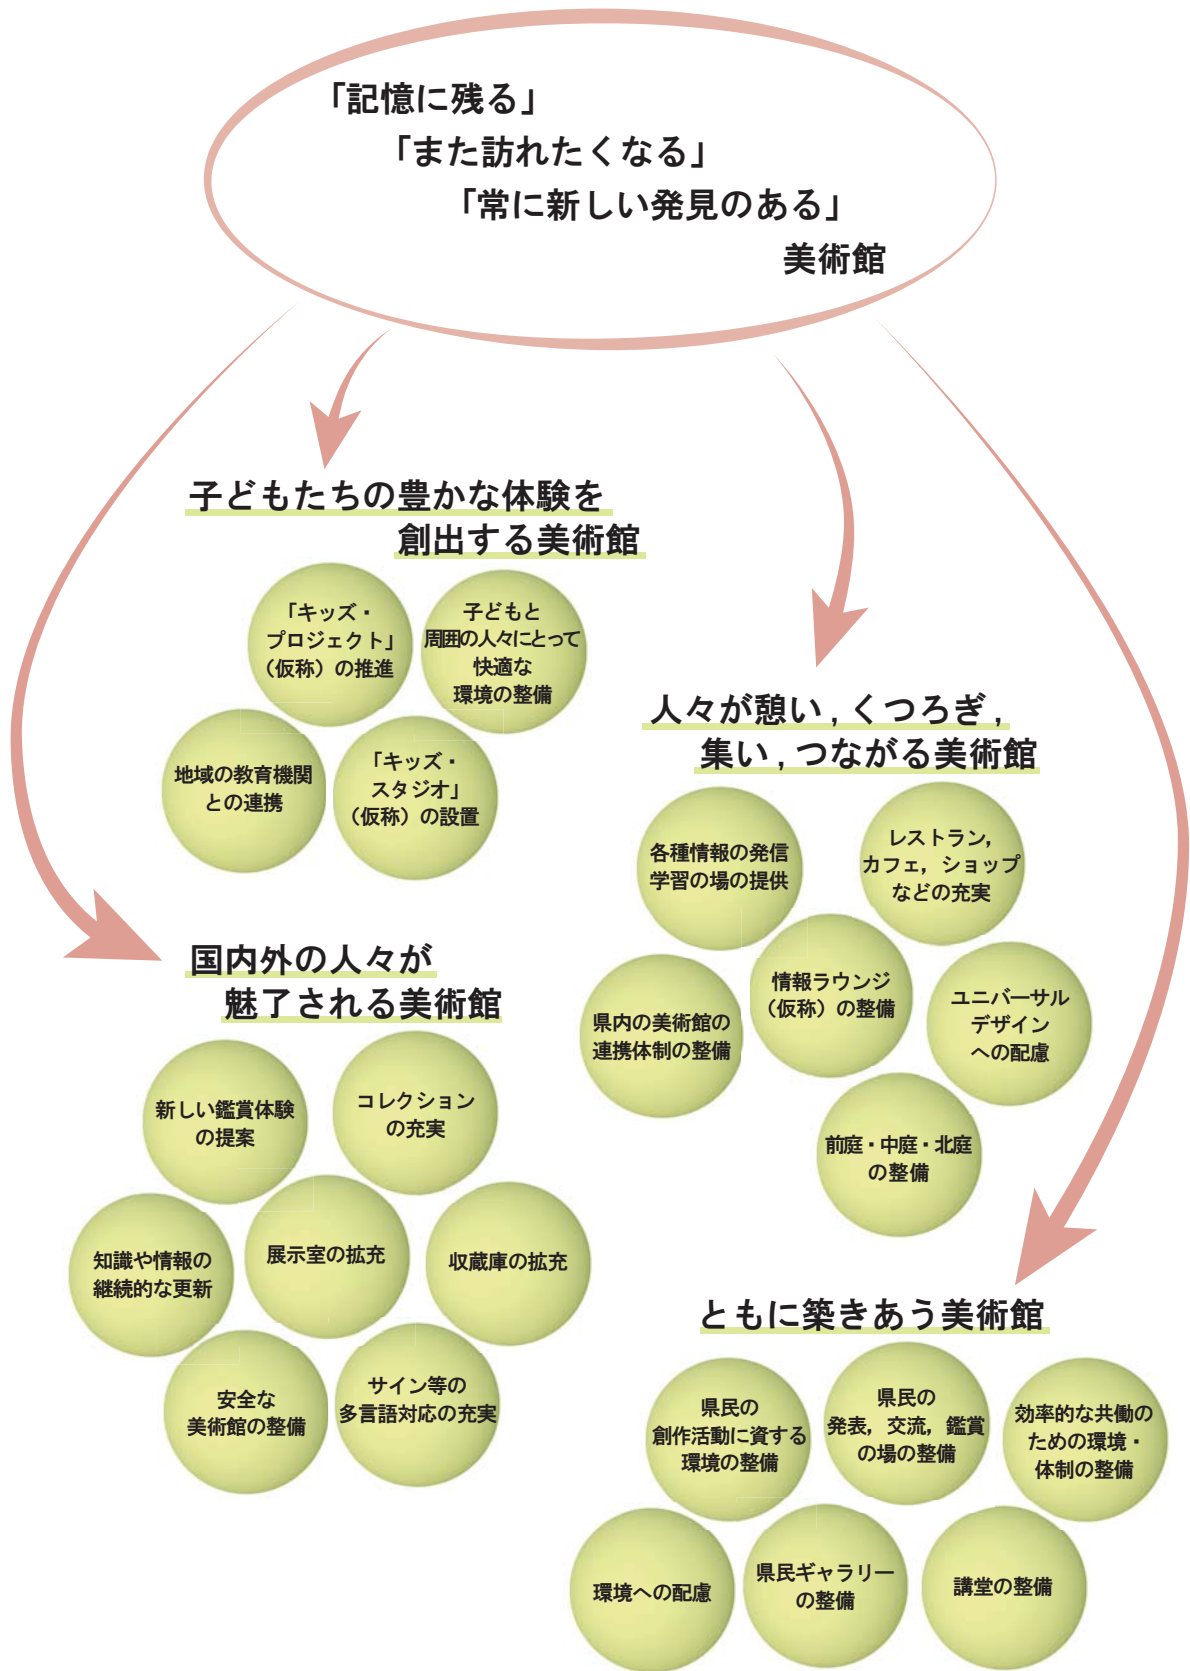 「記憶に残る」
「また訪れたくなる」
「常に新しい発見のある」
美術館
子どもたちの豊かな体験を
創出する美術館
「キッズ・
プロジェクト」
（仮称）の推進
子どもと
周囲の人々にとって
快適な
環境の整備
地域の教育機関
との連携
「キッズ・
スタジオ」
（仮称）の設置
人々が憩い，くつろぎ，
集い，つながる美術館
各種情報の発信
学習の場の提供
レストラン，
カフェ，ショップ
などの充実
情報ラウンジ
（仮称）の整備
県内の美術館の
連携体制の整備
ユニバーサル
デザイン
への配慮
前庭・中庭・北庭
の整備
国内外の人々が
魅了される美術館
新しい鑑賞体験
の提案
コレクション
の充実
知識や情報の
継続的な更新
展示室の拡充
収蔵庫の拡充
安全な
美術館の整備
サイン等の
多言語対応の充実
ともに築きあう美術館
県民の
創作活動に資する
環境の整備
県民の
発表，交流，鑑賞
の場の整備
効率的な共働の
ための環境・
体制の整備
環境への配慮
県民ギャラリー
の整備
講堂の整備